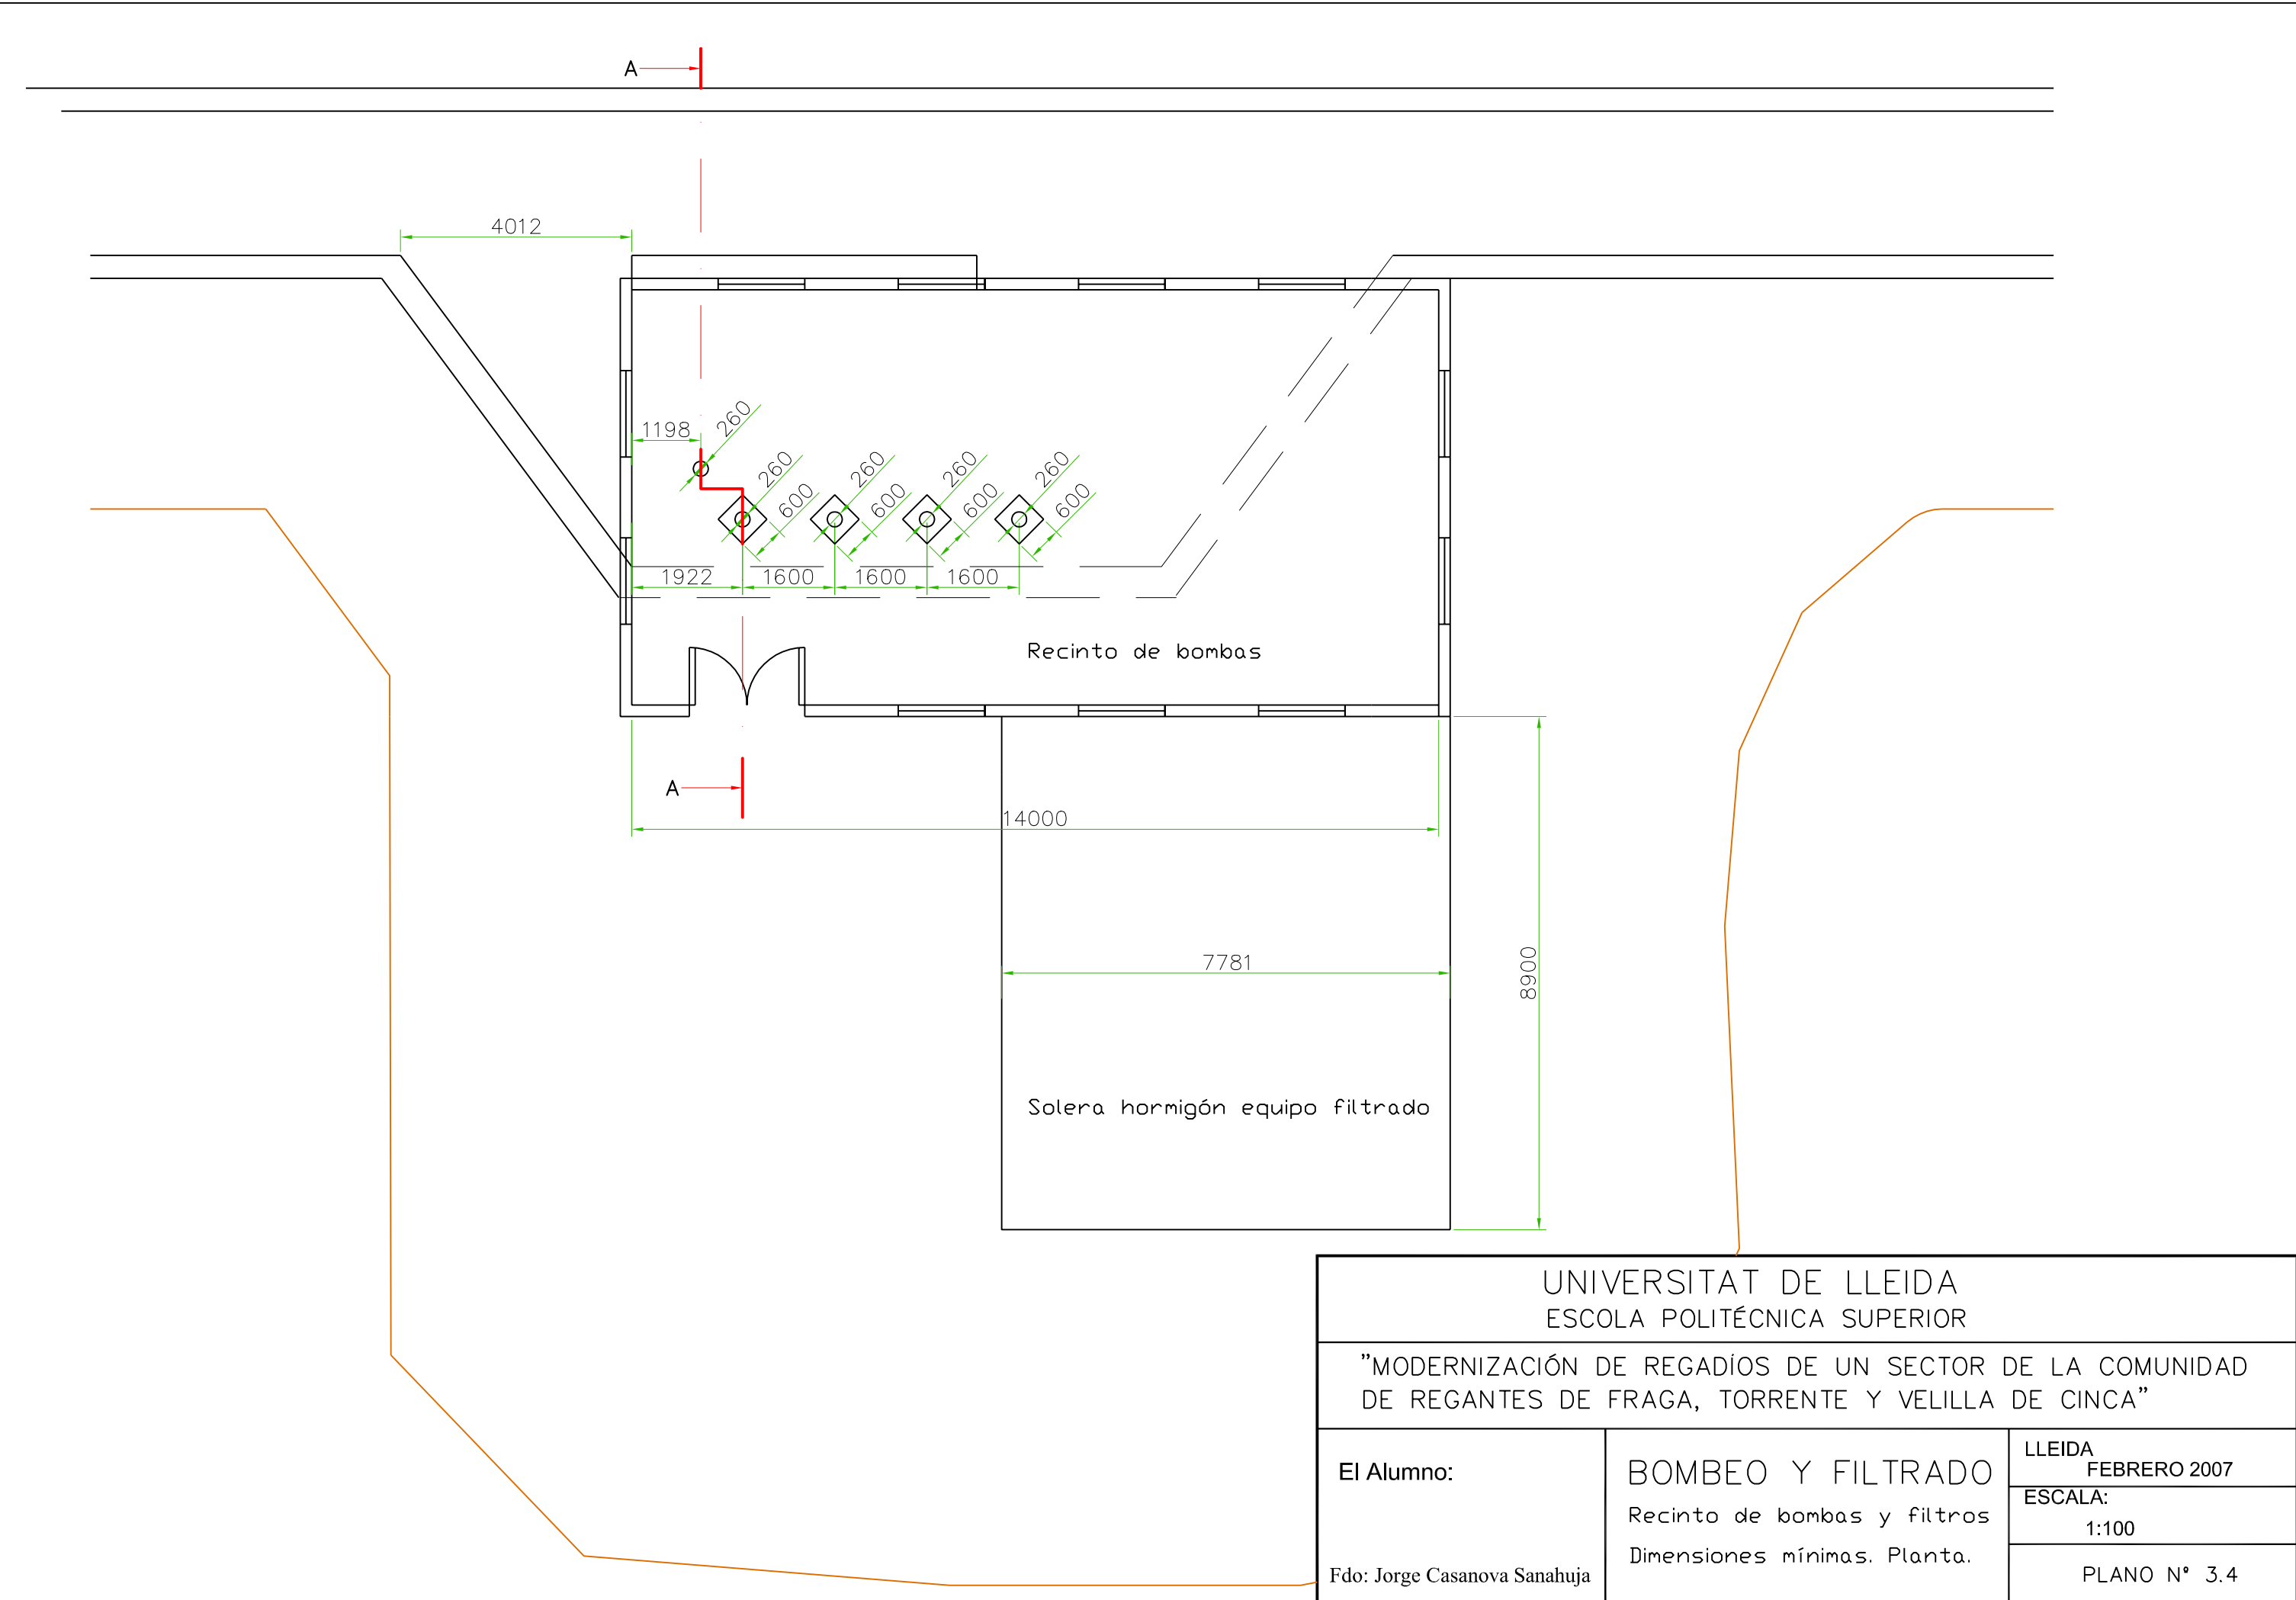 A
4012
1198
260
260
260
260
260
600
600
600
600
1922
1600
1600
1600
Recinto de bombas
A
14000
7781
8900
Solera hormigón equipo filtrado
UNIVERSITAT DE LLEIDA
ESCOLA POLITÉCNICA SUPERIOR
"MODERNIZACIÓN DE REGADÍOS DE UN SECTOR DE LA COMUNIDAD
DE REGANTES DE FRAGA, TORRENTE Y VELILLA DE CINCA"
El Alumno:
Fdo: Jorge Casanova Sanahuja
BOMBEO Y FILTRADO
Recinto de bombas y filtros
Dimensiones mínimas. Planta.
LLEIDA
FEBRERO 2007
ESCALA:
1:100
PLANO Nº 3.4